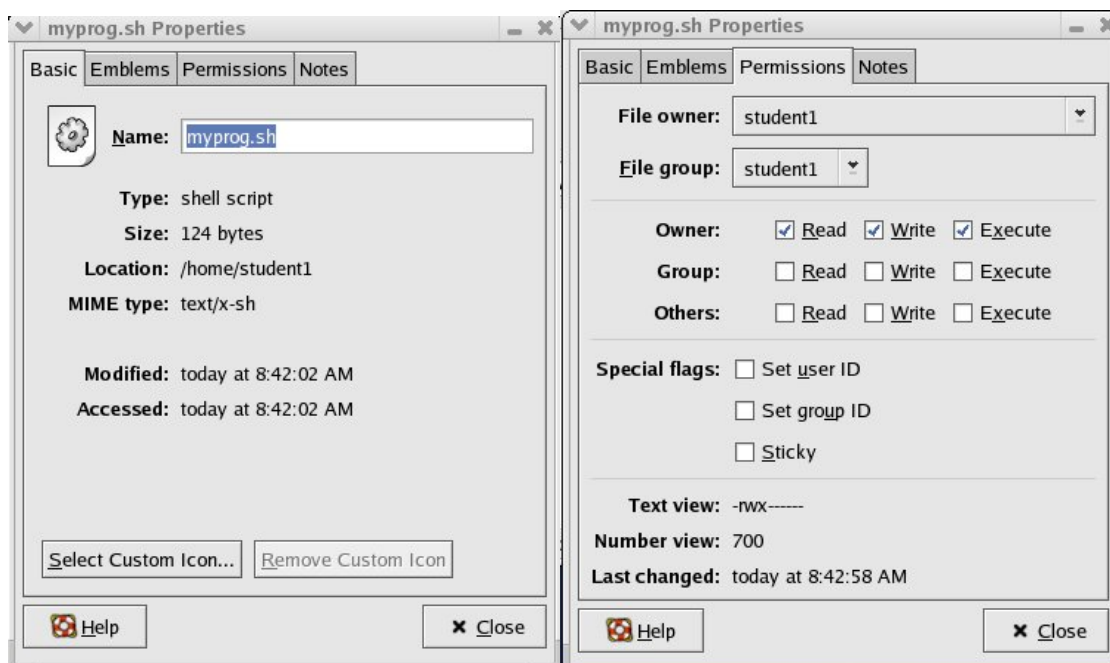 myprog.sh Properties
Basic Emblems Permissions Notes
Name: myprog.sh
Type: shell script
Size: 124 bytes
Location: /home/student1
MIME type: text/x-sh
Modified: today at 8:42:02 AM
Accessed: today at 8:42:02 AM
Select Custom Icon... Remove Custom Icon
Help Close
myprog.sh Properties
Basic Emblems Permissions Notes
File owner: student1
File group: student1
Owner: Read Write Execute
Group: Read Write Execute
Others: Read Write Execute
Special flags: Set user ID
Set group ID
Sticky
Text view: -rwx------
Number view: 700
Last changed: today at 8:42:58 AM
Help Close